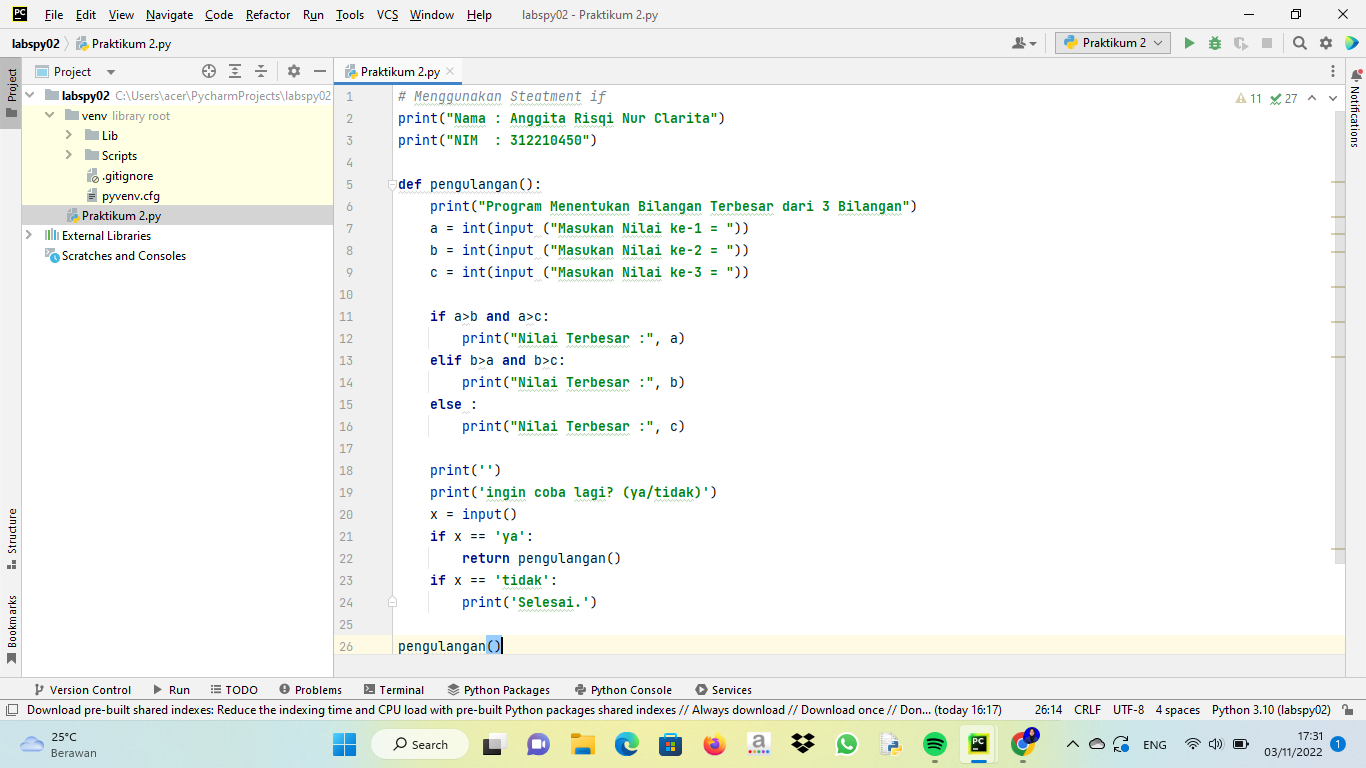 File Edit View Navigate Code Refactor Run Tools VCS Window Help labspy02 - Praktikum 2.py
labspy02 Praktikum 2.py Praktikum 2
Project Praktikum 2.py
Project
labspy02 C:\Users\acer\PycharmProjects\labspy02
venv library root
Lib
Scripts
.gitignore
pyvenv.cfg
Praktikum 2.py
External Libraries
Scratches and Consoles
Structure
Bookmarks
Notifications
11 27
1 # Menggunakan Steatment if
2 print("Nama : Anggita Risqi Nur Clarita")
3 print("NIM  : 312210450")
4
5 def pengulangan():
6     print("Program Menentukan Bilangan Terbesar dari 3 Bilangan")
7     a = int(input ("Masukan Nilai ke-1 = "))
8     b = int(input ("Masukan Nilai ke-2 = "))
9     c = int(input ("Masukan Nilai ke-3 = "))
10
11     if a>b and a>c:
12         print("Nilai Terbesar :", a)
13     elif b>a and b>c:
14         print("Nilai Terbesar :", b)
15     else :
16         print("Nilai Terbesar :", c)
17
18     print('')
19     print('ingin coba lagi? (ya/tidak)')
20     x = input()
21     if x == 'ya':
22         return pengulangan()
23     if x == 'tidak':
24         print('Selesai.')
25
26 pengulangan()
Version Control Run TODO Problems Terminal Python Packages Python Console Services
Download pre-built shared indexes: Reduce the indexing time and CPU load with pre-built Python packages shared indexes // Always download // Download once // Don... (today 16:17) 26:14 CRLF UTF-8 4 spaces Python 3.10 (labspy02)
25°C
Berawan
Search
ENG
17:31
03/11/2022
1